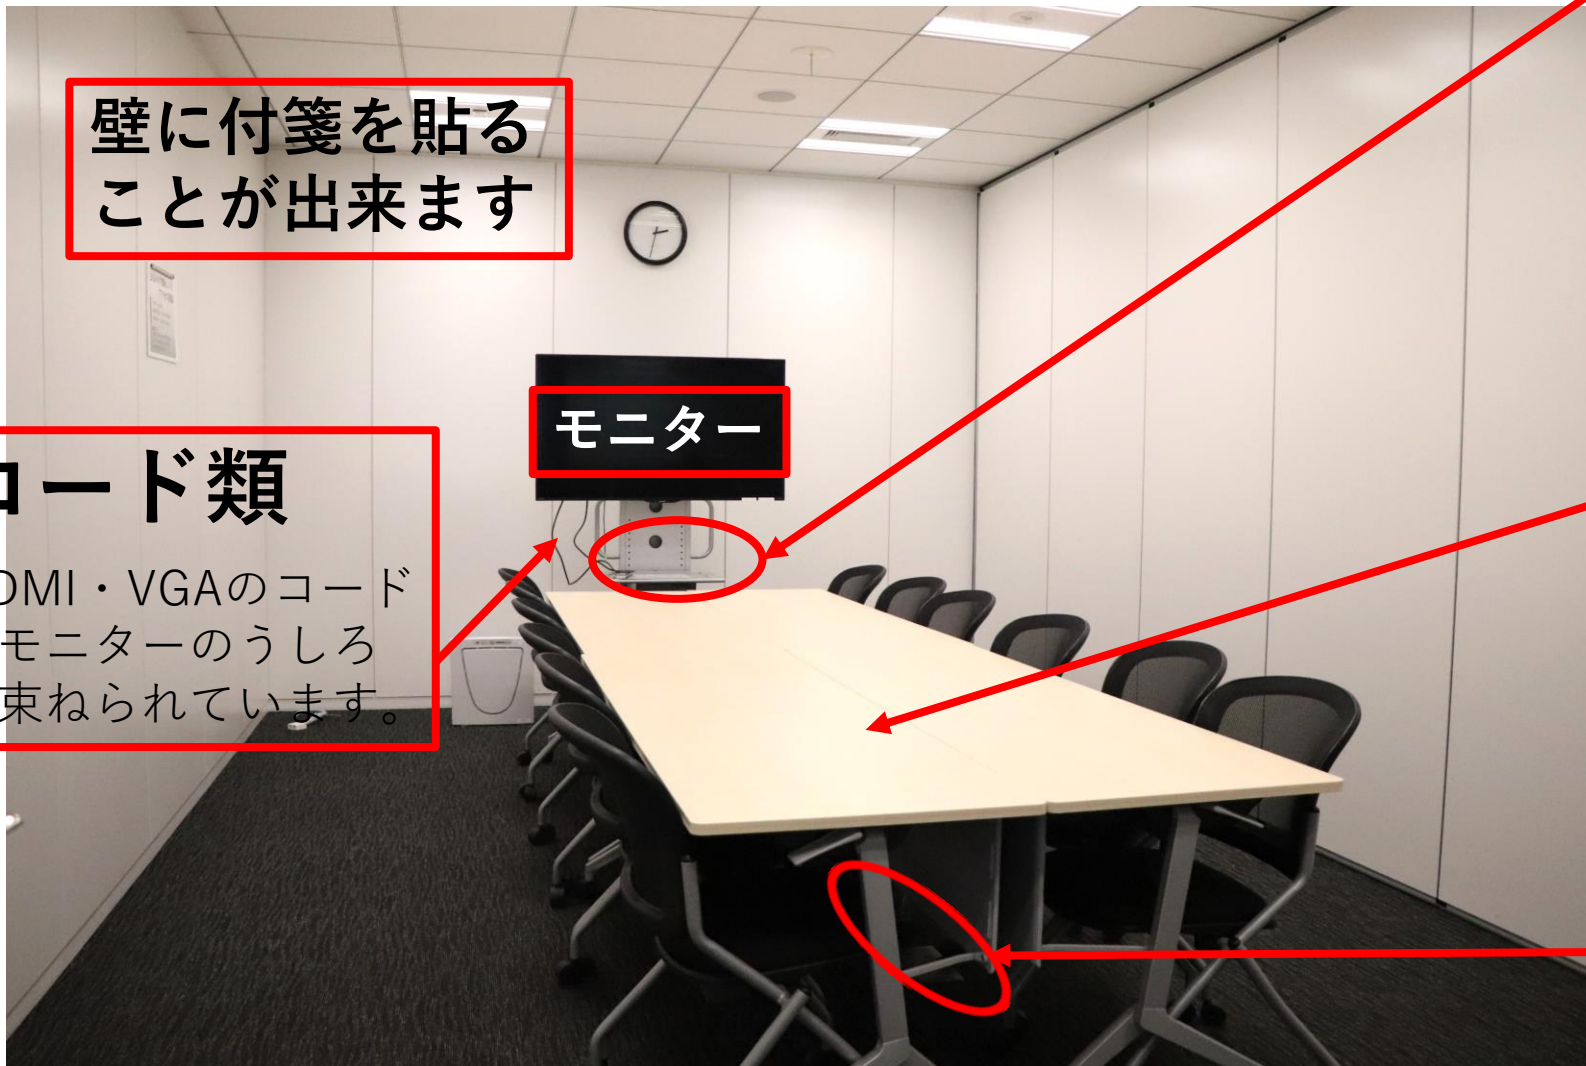 壁に付箋を貼る
ことが出来ます
モニター
コード類
DMI・VGAのコード
モニターのうしろ
束ねられています。